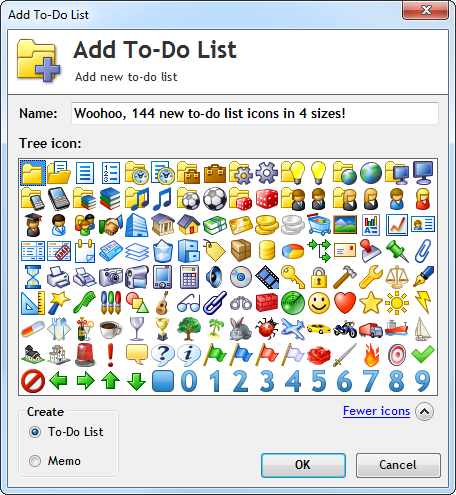 Add To-Do List
Add To-Do List
Add new to-do list
Name: Woohoo, 144 new to-do list icons in 4 sizes!
Tree icon:
0 1 2 3 4 5 6 7 8 9
Create
Fewer icons
To-Do List
Memo
OK Cancel